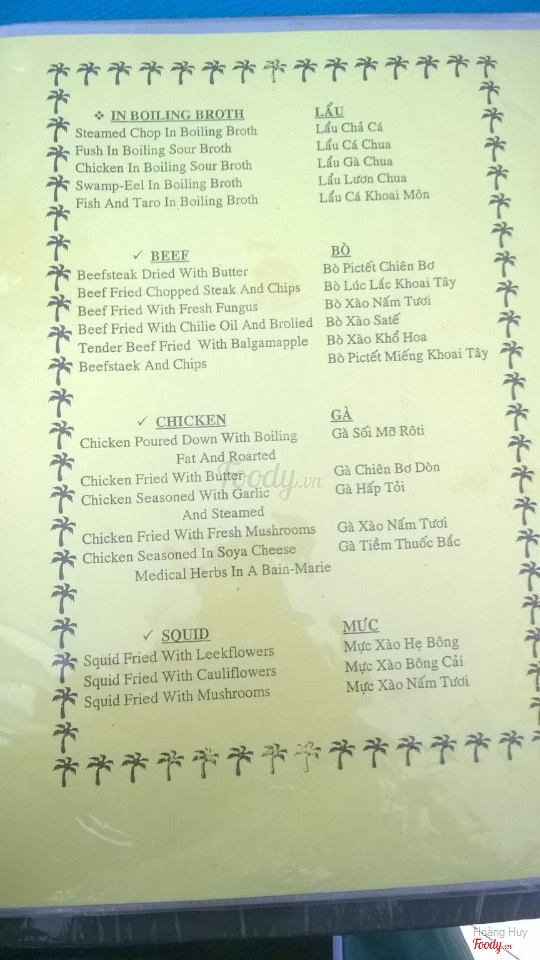 ❖ IN BOILING BROTH LẨU
Steamed Chop In Boiling Broth Lẩu Chả Cá
Fush In Boiling Sour Broth Lẩu Cá Chua
Chicken In Boiling Sour Broth Lẩu Gà Chua
Swamp-Eel In Boiling Broth Lẩu Lươn Chua
Fish And Taro In Boiling Broth Lẩu Cá Khoai Môn
✓ BEEF BÒ
Beefsteak Dried With Butter Bò Pictết Chiên Bơ
Beef Fried Chopped Steak And Chips Bò Lúc Lắc Khoai Tây
Beef Fried With Fresh Fungus Bò Xào Nấm Tươi
Beef Fried With Chilie Oil And Brolied Bò Xào Satế
Tender Beef Fried With Balgamapple Bò Xào Khổ Hoa
Beefstaek And Chips Bò Pictết Miếng Khoai Tây
✓ CHICKEN GÀ
Chicken Poured Down With Boiling Gà Sối Mỡ Rôti
Fat And Roarted
Chicken Fried With Butter Gà Chiên Bơ Dòn
Chicken Seasoned With Garlic Gà Hấp Tỏi
And Steamed
Chicken Fried With Fresh Mushrooms Gà Xào Nấm Tươi
Chicken Seasoned In Soya Cheese Gà Tiềm Thuốc Bắc
Medical Herbs In A Bain-Marie
✓ SQUID MỰC
Squid Fried With Leekflowers Mực Xào Hẹ Bông
Squid Fried With Cauliflowers Mực Xào Bông Cải
Squid Fried With Mushrooms Mực Xào Nấm Tươi
Foody.vn
Hoàng Huy
Foody.vn